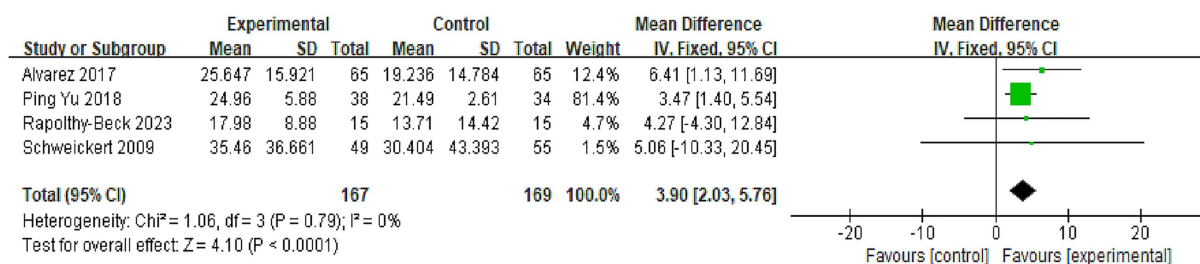 Experimental Control Mean Difference Mean Difference
Study or Subgroup Mean SD Total Mean SD Total Weight IV, Fixed, 95% CI IV, Fixed, 95% CI
Alvarez 2017 25.647 15.921 65 19.236 14.784 65 12.4% 6.41 [1.13, 11.69]
Ping Yu 2018 24.96 5.88 38 21.49 2.61 34 81.4% 3.47 [1.40, 5.54]
Rapolthy-Beck 2023 17.98 8.88 15 13.71 14.42 15 4.7% 4.27 [-4.30, 12.84]
Schweickert 2009 35.46 36.661 49 30.404 43.393 55 1.5% 5.06 [-10.33, 20.45]
Total (95% CI) 167 169 100.0% 3.90 [2.03, 5.76]
Heterogeneity: Chi² = 1.06, df = 3 (P = 0.79); I² = 0%
Test for overall effect: Z = 4.10 (P < 0.0001)
-20 -10 0 10 20
Favours [control] Favours [experimental]